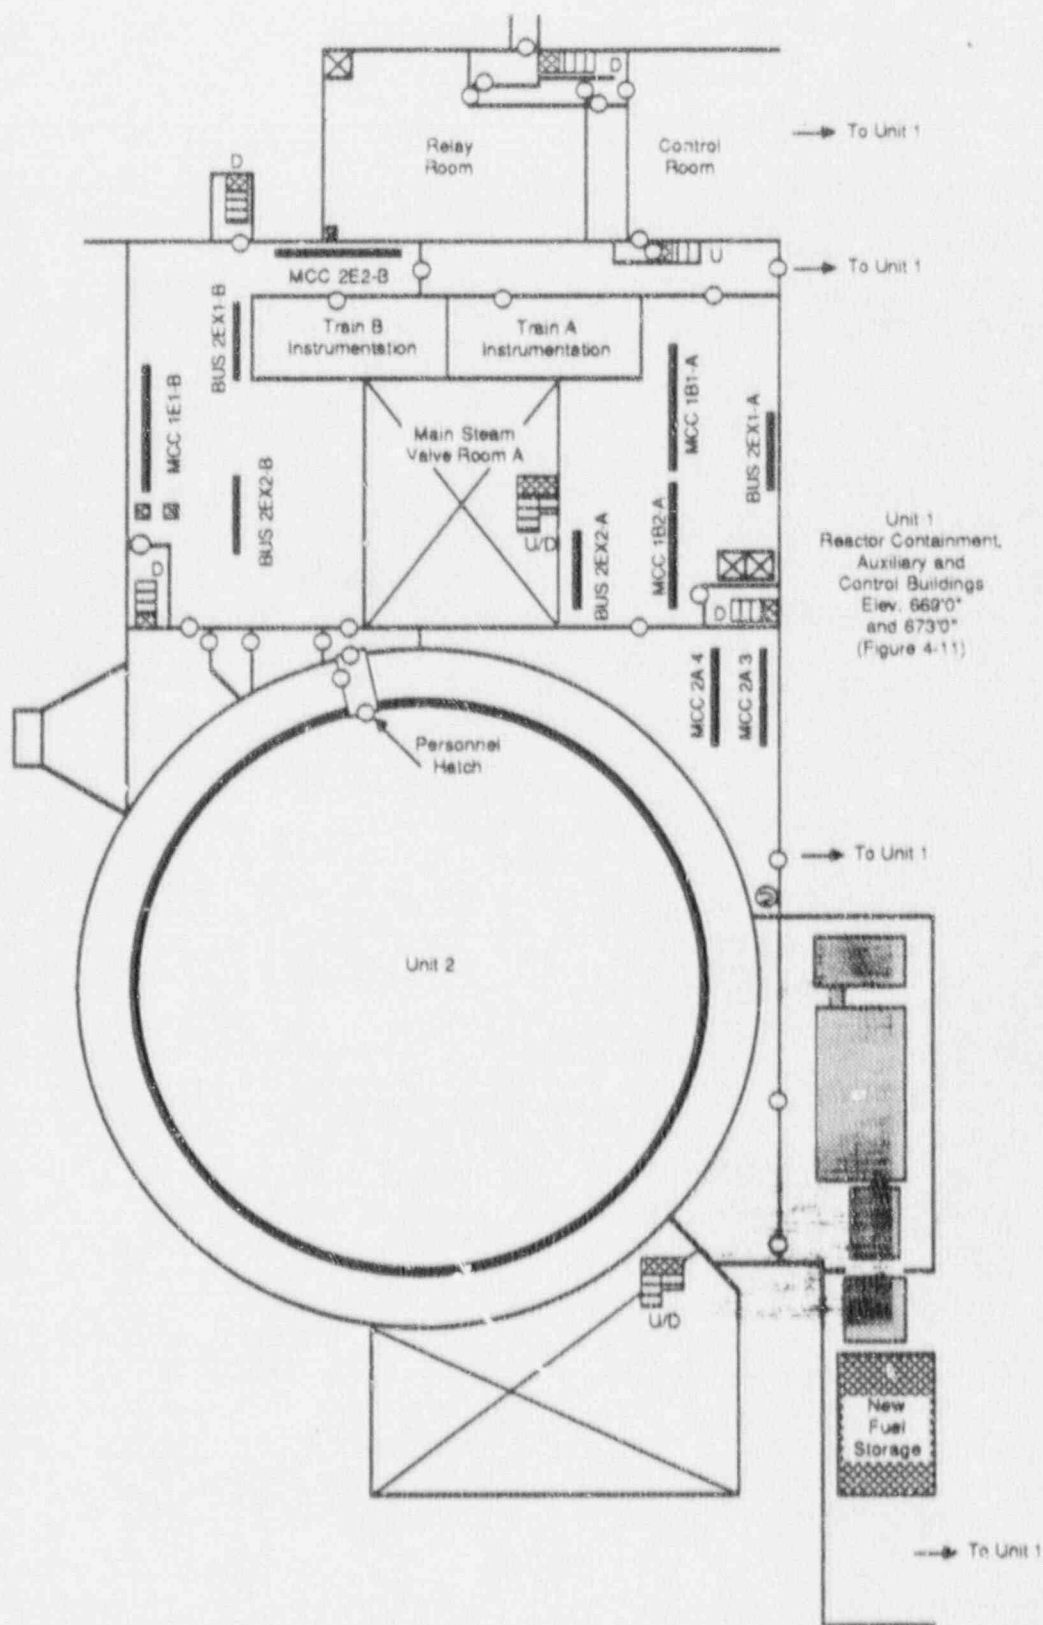 D
Relay
Room
Control
Room
To Unit 1
D
U
To Unit 1
MCC 2E2-B
BUS 2EX1-B
Train B
Instrumentation
Train A
Instrumentation
MCC 1E1-B
MCC 1B1-A
BUS 2EX1-A
Main Steam
Valve Room A
BUS 2EX2-B
U/D
BUS 2EX2-A
MCC 1B2-A
Unit 1
Reactor Containment,
Auxiliary and
Control Buildings
Elev. 669'0"
and 673'0"
(Figure 4-11)
D
D
MCC 2A 4
MCC 2A 3
Personnel
Hatch
To Unit 1
Unit 2
U/D
New
Fuel
Storage
To Unit 1